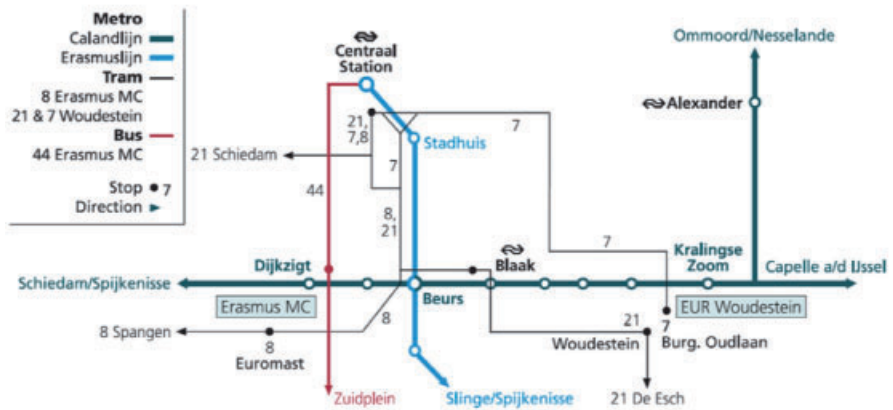 Metro
Calandlijn
Erasmuslijn
Tram
8 Erasmus MC
21 & 7 Woudestein
Bus
44 Erasmus MC
Stop 7
Direction
Centraal
Station
Ommoord/Nesselande
Alexander
21,
7,8
7
Stadhuis
21 Schiedam
7
44
8,
21
7
Dijkzigt
Blaak
Kralingse
Zoom
Capelle a/d IJssel
Schiedam/Spijkenisse
Erasmus MC
Beurs
EUR Woudestein
8 Spangen
8
21
7
8
Euromast
Woudestein
Burg. Oudlaan
Zuidplein
Slinge/Spijkenisse
21 De Esch